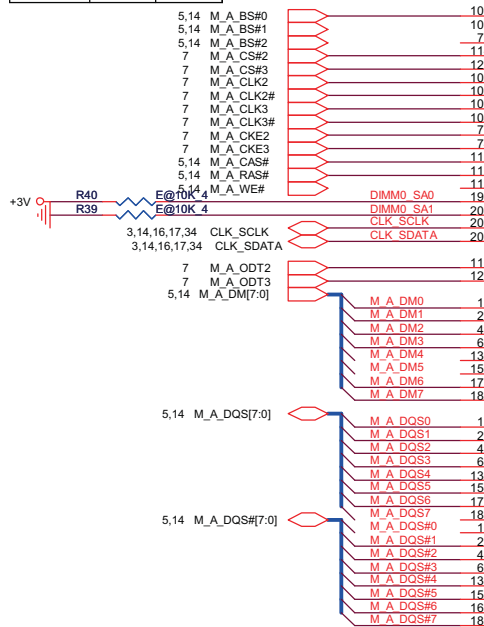 5,14 M_A_BS#0 10
5,14 M_A_BS#1 10
5,14 M_A_BS#2 7
7 M_A_CS#2 11
7 M_A_CS#3 12
7 M_A_CLK2 10
7 M_A_CLK2# 10
7 M_A_CLK3 10
7 M_A_CLK3# 10
7 M_A_CKE2 7
7 M_A_CKE3 7
5,14 M_A_CAS# 11
5,14 M_A_RAS# 11
5,14 M_A_WE# 11
+3V R40 E@10K_4 DIMM0_SA0 19
R39 E@10K_4 DIMM0_SA1 20
3,14,16,17,34 CLK_SCLK CLK_SCLK 20
3,14,16,17,34 CLK_SDATA CLK_SDATA 20
7 M_A_ODT2 11
7 M_A_ODT3 12
5,14 M_A_DM[7:0]
M_A_DM0 1
M_A_DM1 2
M_A_DM2 4
M_A_DM3 6
M_A_DM4 13
M_A_DM5 15
M_A_DM6 17
M_A_DM7 18
5,14 M_A_DQS[7:0]
M_A_DQS0 1
M_A_DQS1 2
M_A_DQS2 4
M_A_DQS3 6
M_A_DQS4 13
M_A_DQS5 15
M_A_DQS6 17
M_A_DQS7 18
5,14 M_A_DQS#[7:0]
M_A_DQS#0 1
M_A_DQS#1 2
M_A_DQS#2 4
M_A_DQS#3 6
M_A_DQS#4 13
M_A_DQS#5 15
M_A_DQS#6 16
M_A_DQS#7 18